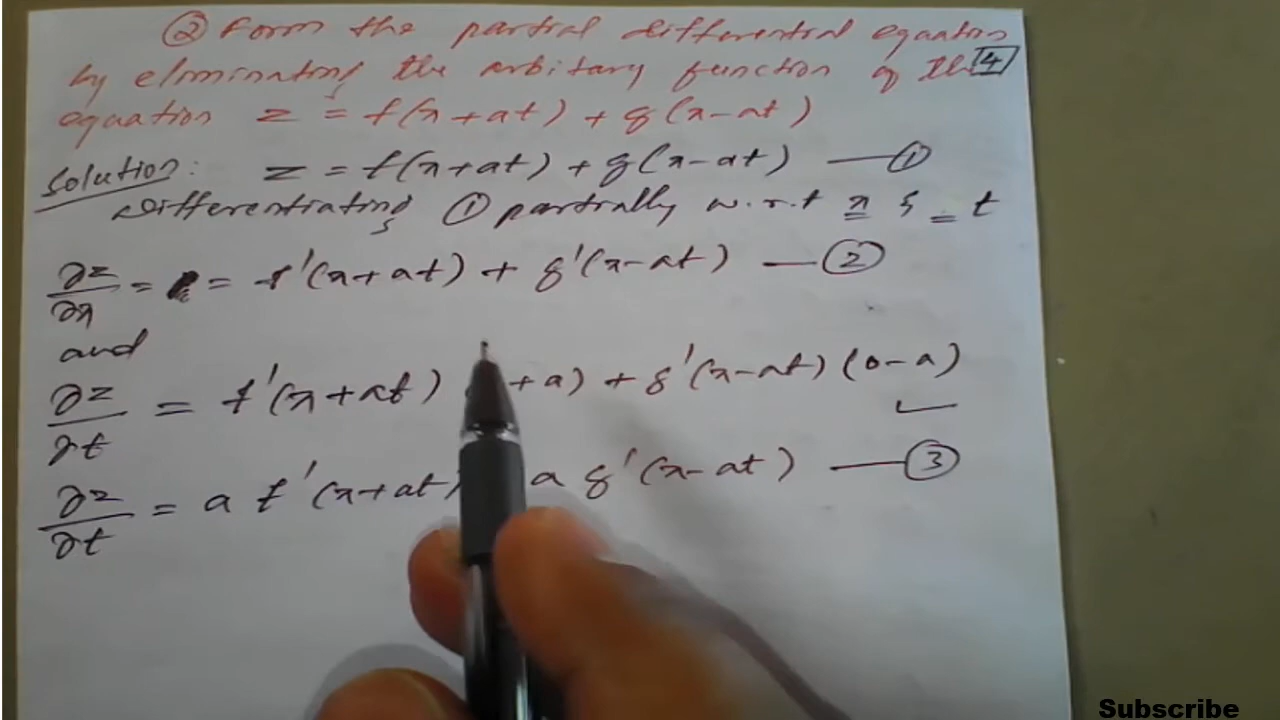 ② Form the partial differential equation
by eliminating the arbitary function of the 4
equation z = f(x+at) + g(x-at)
Solution: z = f(x+at) + g(x-at) —①
Differentiating ① partially w.r.t x & t
∂z/∂x = = f'(x+at) + g'(x-at) —②
and
∂z/∂t = f'(x+at) +a) + g'(x-at) (0-a)
∂z/∂t = a f'(x+at) a g'(x-at) —③
Subscribe